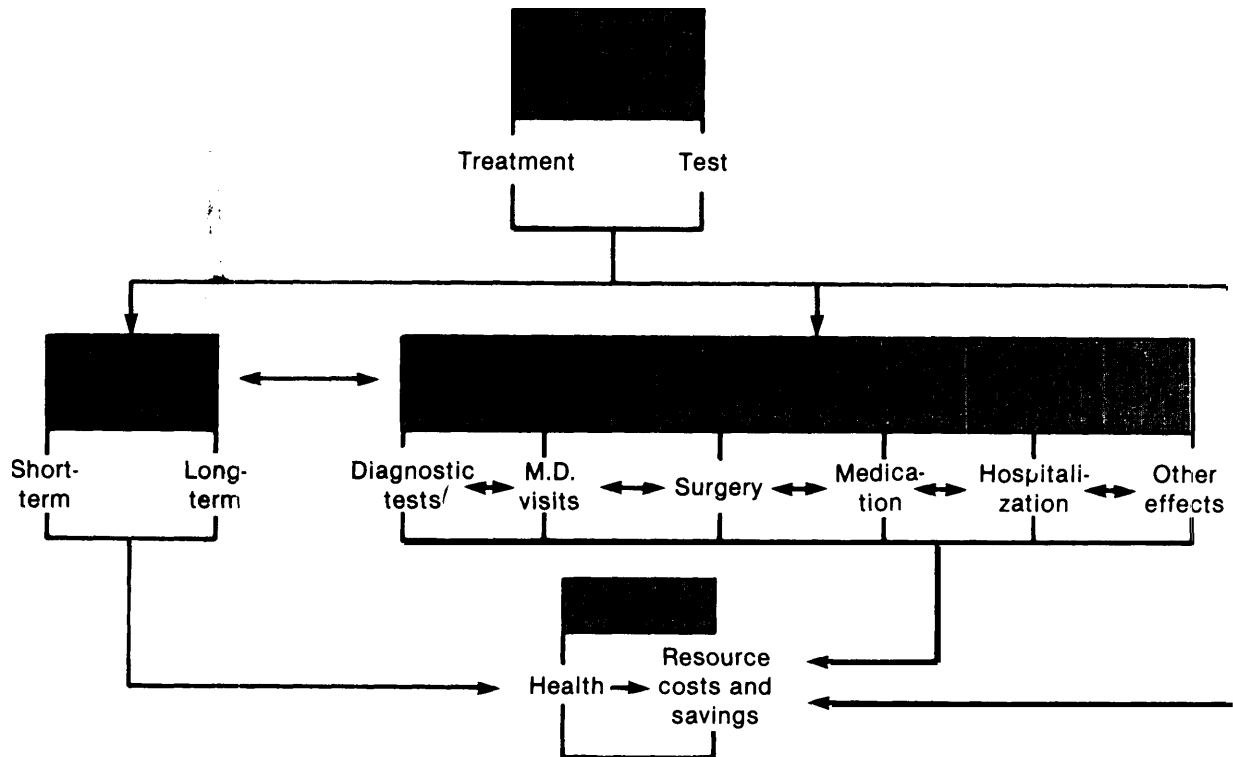 Treatment Test
Short-
term
Long-
term
Diagnostic
tests/
M.D.
visits
Surgery
Medica-
tion
Hospitali-
zation
Other
effects
Health
Resource
costs and
savings